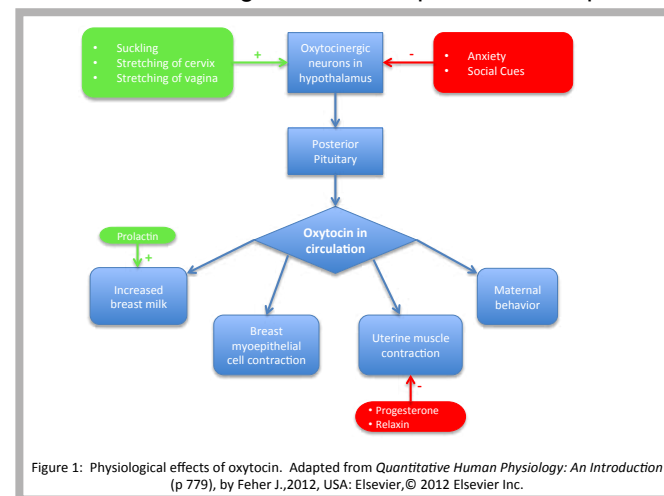 • Suckling
• Stretching of cervix
• Stretching of vagina
+
Oxytocinergic
neurons in
hypothalamus
-
• Anxiety
• Social Cues
Posterior
Pituitary
Oxytocin in
circulation
Prolactin
+
Increased
breast milk
Breast
myoepithelial
cell contraction
Uterine muscle
contraction
Maternal
behavior
-
• Progesterone
• Relaxin
Figure 1: Physiological effects of oxytocin. Adapted from Quantitative Human Physiology: An Introduction
(p 779), by Feher J.,2012, USA: Elsevier,© 2012 Elsevier Inc.